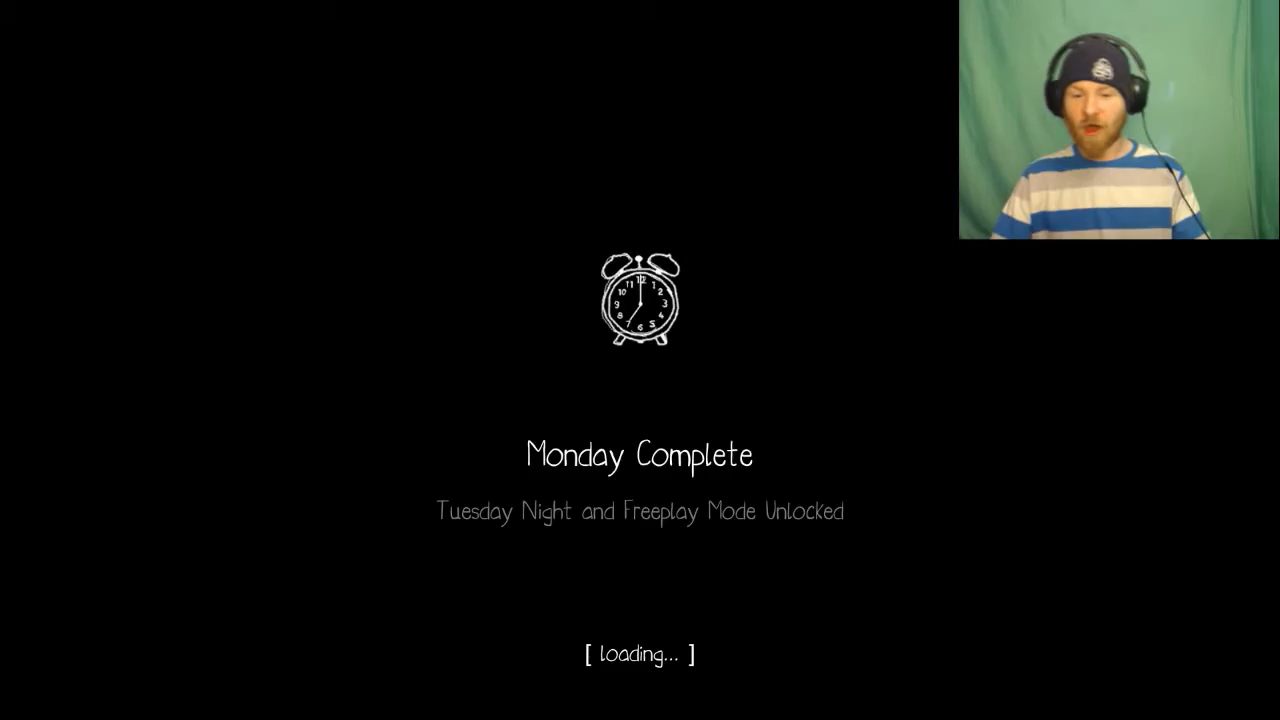 Monday Complete
Tuesday Night and Freeplay Mode Unlocked
[ loading... ]